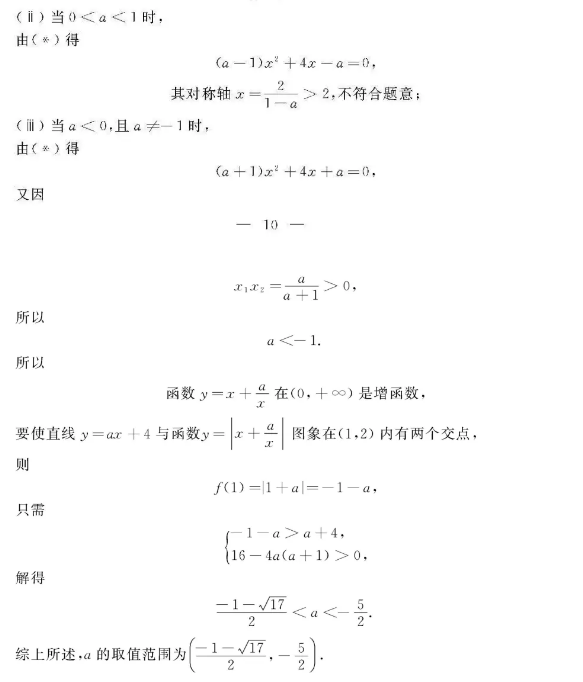 (ⅱ)当0<a<1时,
由(*)得
(a-1)x²+4x-a=0,
其对称轴 x=2/(1-a)>2,不符合题意;
(ⅲ)当a<0,且a≠-1时,
由(*)得
(a+1)x²+4x+a=0,
又因
— 10 —
x₁x₂=a/(a+1)>0,
所以
a<-1.
所以
函数 y=x+a/x 在(0,+∞)是增函数,
要使直线 y=ax+4 与函数y=|x+a/x| 图象在(1,2) 内有两个交点,
则
f(1)=|1+a|=-1-a,
只需
{-1-a>a+4,
16-4a(a+1)>0,
解得
(-1-√17)/2<a<-5/2.
综上所述,a 的取值范围为((-1-√17)/2,-5/2).